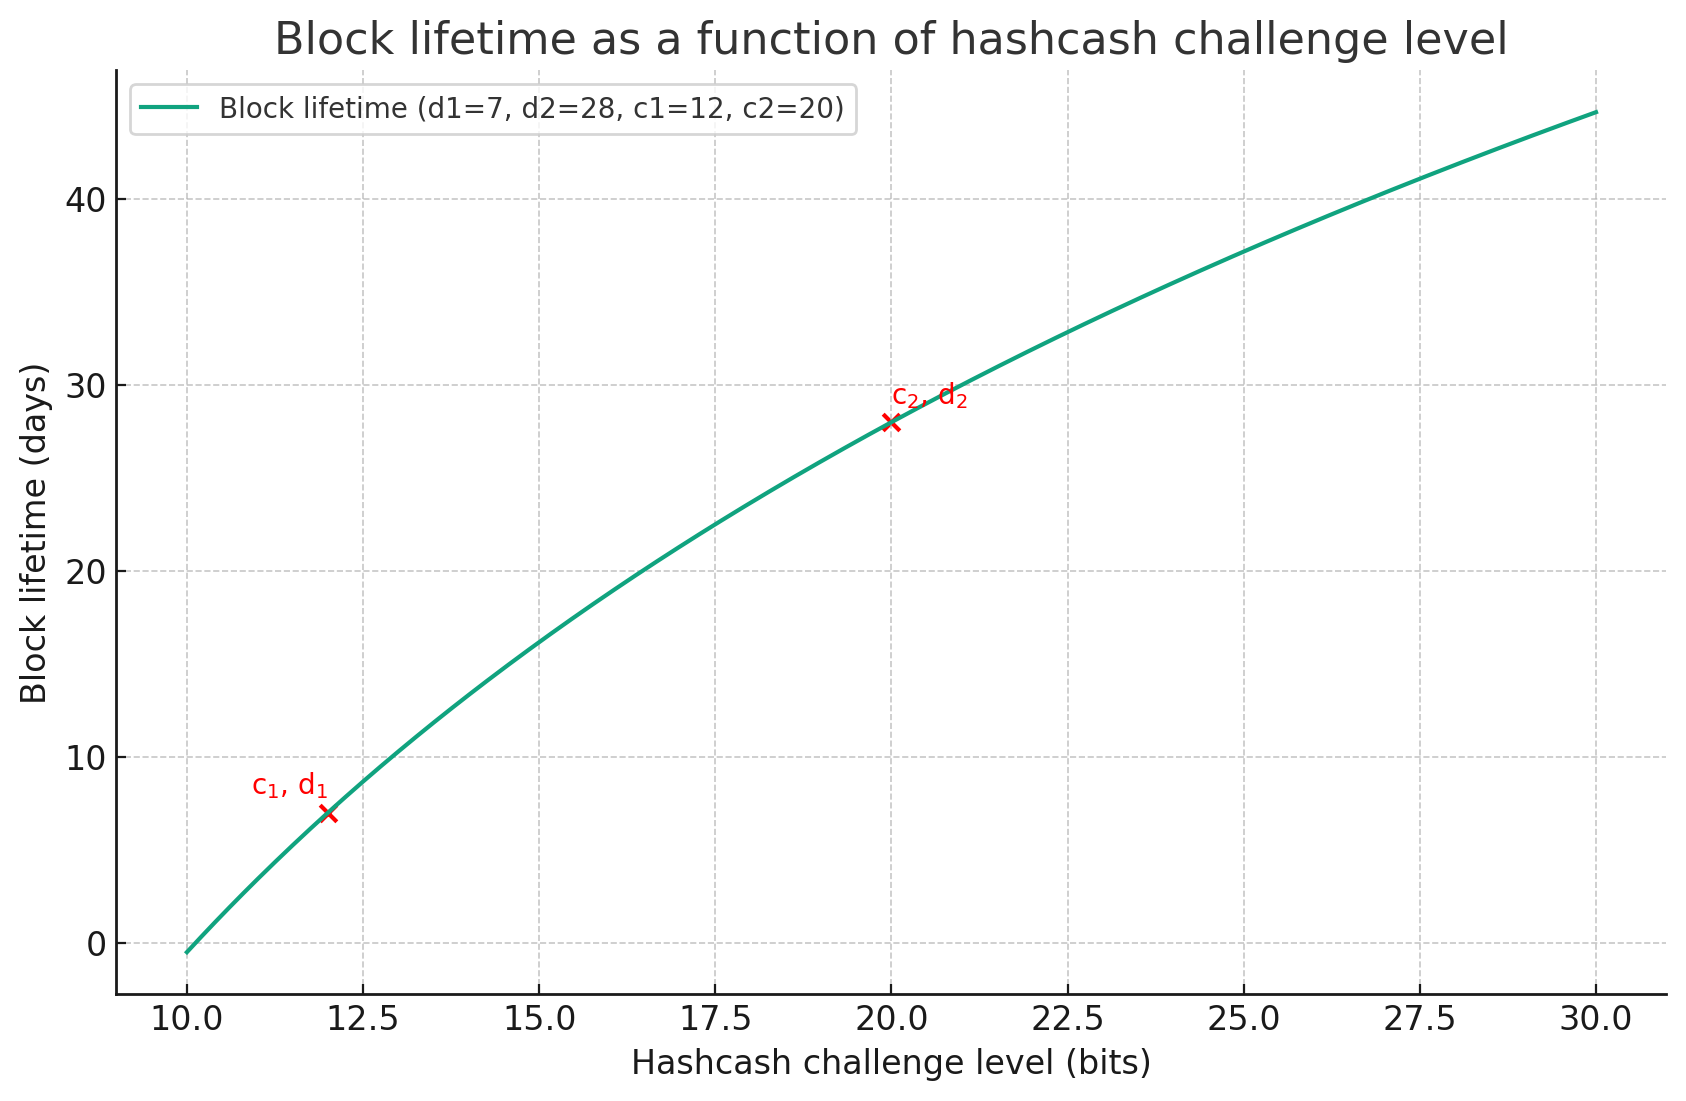 Block lifetime as a function of hashcash challenge level
Block lifetime (d1=7, d2=28, c1=12, c2=20)
Block lifetime (days)
40
30
20
10
0
c₂, d₂
c₁, d₁
10.0 12.5 15.0 17.5 20.0 22.5 25.0 27.5 30.0
Hashcash challenge level (bits)